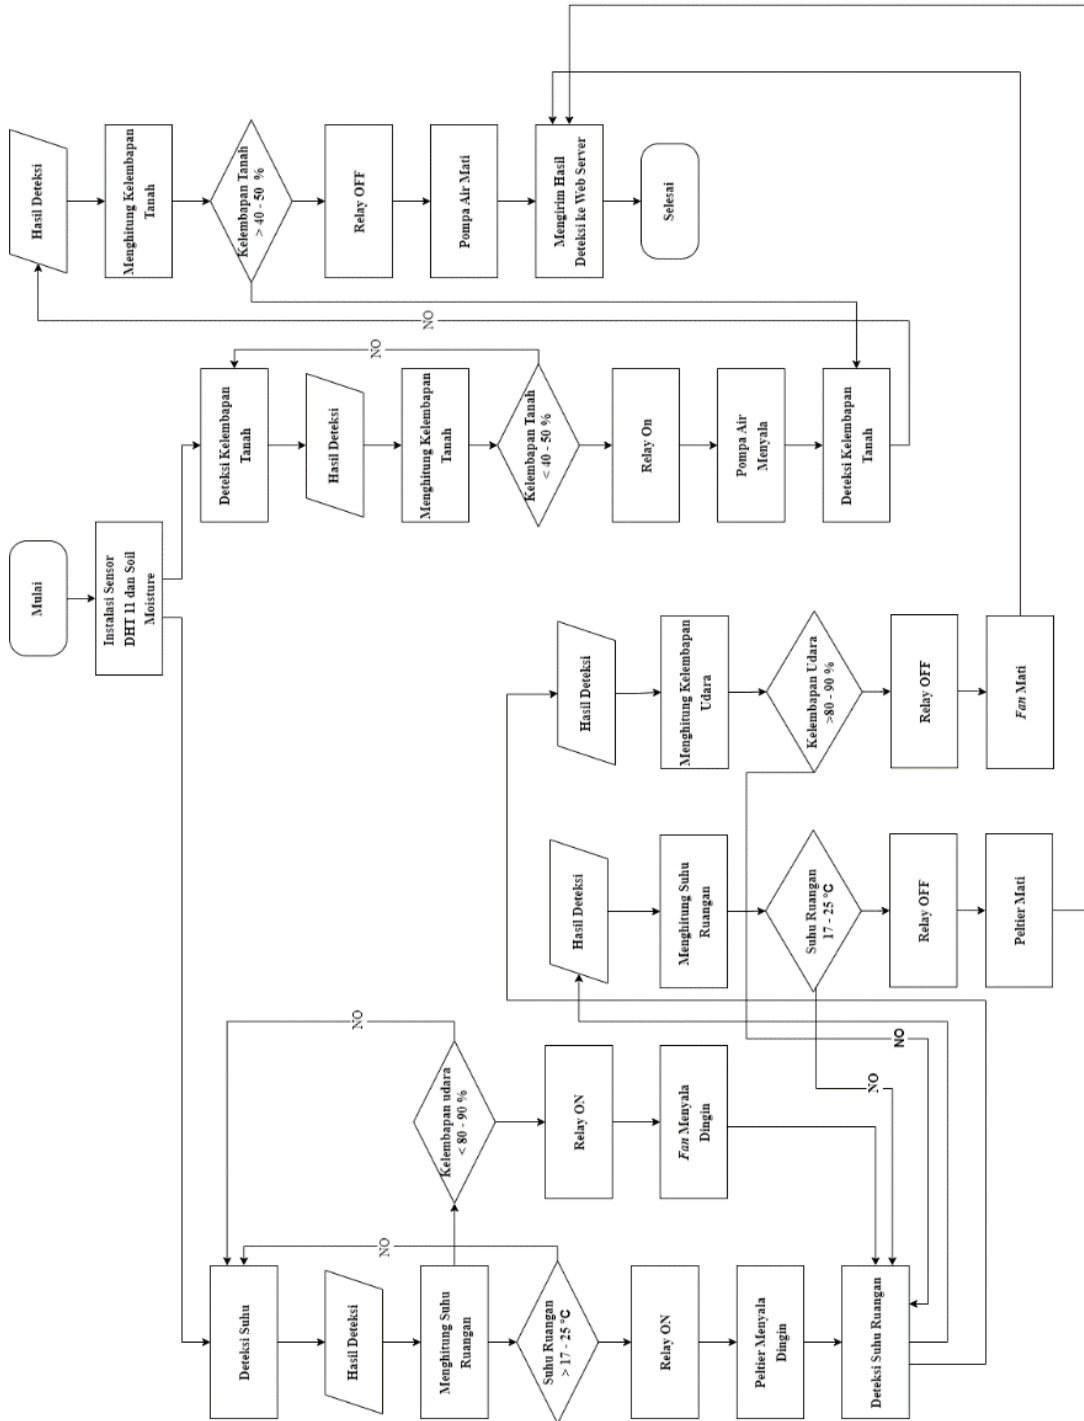 Mulai
Instalasi Sensor
DHT 11 dan Soil
Moisture
Deteksi Suhu
Hasil Deteksi
Menghitung Suhu
Ruangan
Suhu Ruangan
> 17 - 25 °C
NO
Relay ON
Peltier Menyala
Dingin
Deteksi Suhu Ruangan
Kelembapan udara
< 80 - 90 %
NO
Relay ON
Fan Menyala
Dingin
Hasil Deteksi
Menghitung Suhu
Ruangan
Suhu Ruangan
17 - 25 °C
NO
Relay OFF
Peltier Mati
Hasil Deteksi
Menghitung Kelembapan
Udara
Kelembapan Udara
>80 - 90 %
NO
Relay OFF
Fan Mati
Deteksi Kelembapan
Tanah
Hasil Deteksi
Menghitung Kelembapan
Tanah
Kelembapan Tanah
< 40 - 50 %
NO
Relay On
Pompa Air
Menyala
Deteksi Kelembapan
Tanah
NO
Hasil Deteksi
Menghitung Kelembapan
Tanah
Kelembapan Tanah
> 40 - 50 %
Relay OFF
Pompa Air Mati
Mengirim Hasil
Deteksi ke Web Server
Selesai